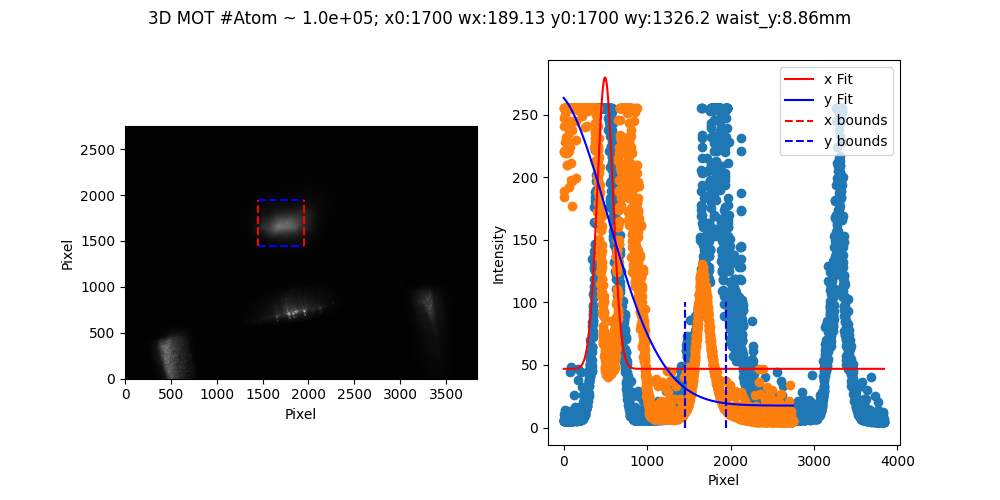 3D MOT #Atom ~ 1.0e+05; x0:1700 wx:189.13 y0:1700 wy:1326.2 waist_y:8.86mm
2500
2000
1500
1000
500
0
Pixel
0 500 1000 1500 2000 2500 3000 3500
Pixel
250
200
150
100
50
0
Intensity
0 1000 2000 3000 4000
Pixel
x Fit
y Fit
x bounds
y bounds